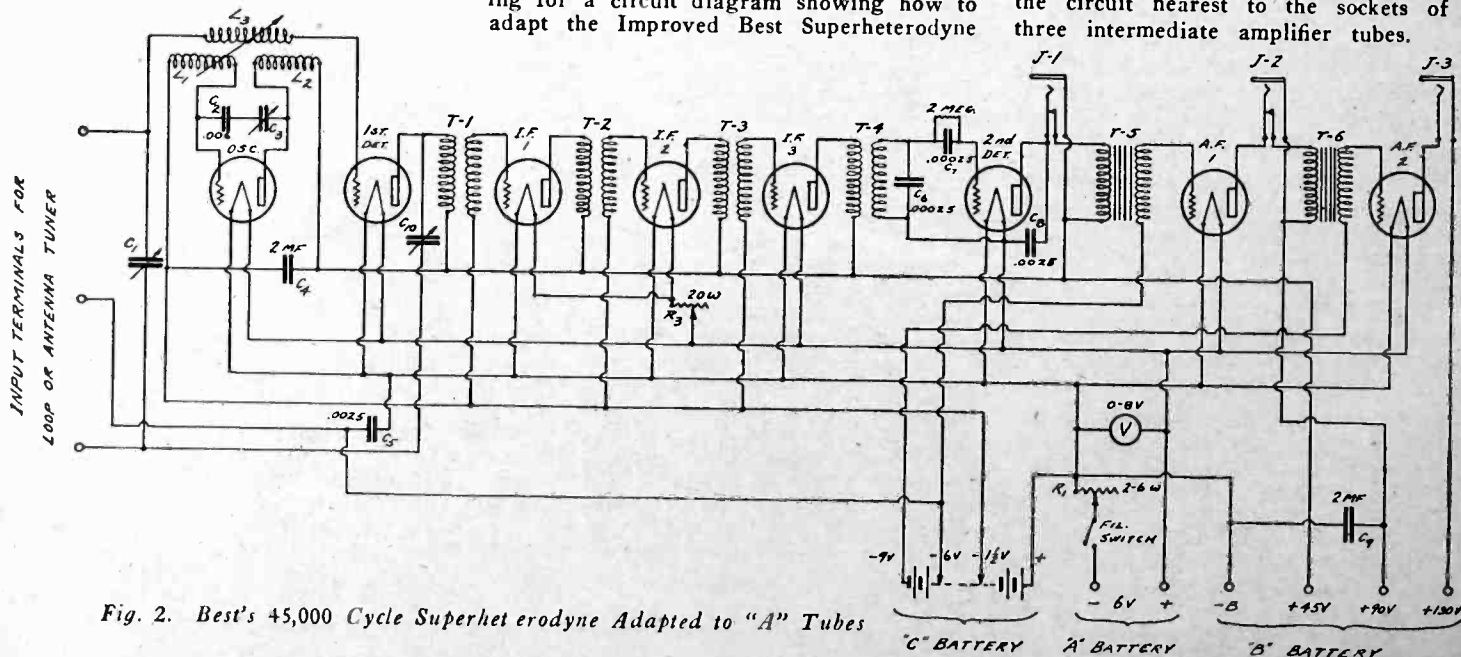 ing for a circuit diagram showing how to
adapt the Improved Best Superheterodyne
the circuit nearest to the sockets of
three intermediate amplifier tubes.
L3
L1
L2
C2
.006
C3
OSC.
1ST.
DET.
T-1
I.F.
1
T-2
I.F.
2
T-3
I.F.
3
T-4
2 MEG.
.00025
C7
C6
.00025
2nd
DET.
J-1
T-5
A.F.
1
J-2
T-6
A.F.
2
J-3
C8
.0025
INPUT TERMINALS FOR
LOOP OR ANTENNA TUNER
C1
2 MF
C4
C10
20 ω
R3
.0025
C5
0-8V
V
R1
2-6 ω
FIL.
SWITCH
2 MF
C9
-9V
-6V
-1½V
+
- 6V +
-B
+45V
+90V
+130V
"C" BATTERY
"A" BATTERY
"B" BATTERY
Fig. 2. Best's 45,000 Cycle Superhet erodyne Adapted to "A" Tubes